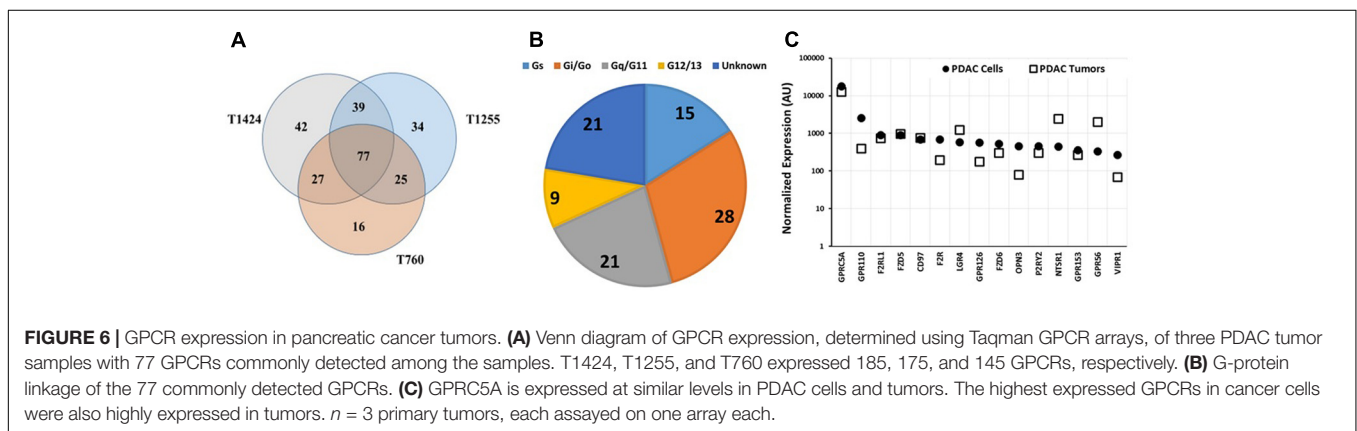 A
T1424
T1255
T760
42
39
34
77
27
25
16
B
Gs Gi/Go Gq/G11 G12/13 Unknown
15
28
21
9
21
C
PDAC Cells PDAC Tumors
Normalized Expression (AU)
100000
10000
1000
100
10
1
GPRC5A
GPR110
F2RL1
FZD5
CD97
F2R
LGR4
GPR126
FZD6
OPN3
P2RY2
NTSR1
GPR153
GPR56
VIPR1
FIGURE 6 | GPCR expression in pancreatic cancer tumors. (A) Venn diagram of GPCR expression, determined using Taqman GPCR arrays, of three PDAC tumor
samples with 77 GPCRs commonly detected among the samples. T1424, T1255, and T760 expressed 185, 175, and 145 GPCRs, respectively. (B) G-protein
linkage of the 77 commonly detected GPCRs. (C) GPRC5A is expressed at similar levels in PDAC cells and tumors. The highest expressed GPCRs in cancer cells
were also highly expressed in tumors. n = 3 primary tumors, each assayed on one array each.